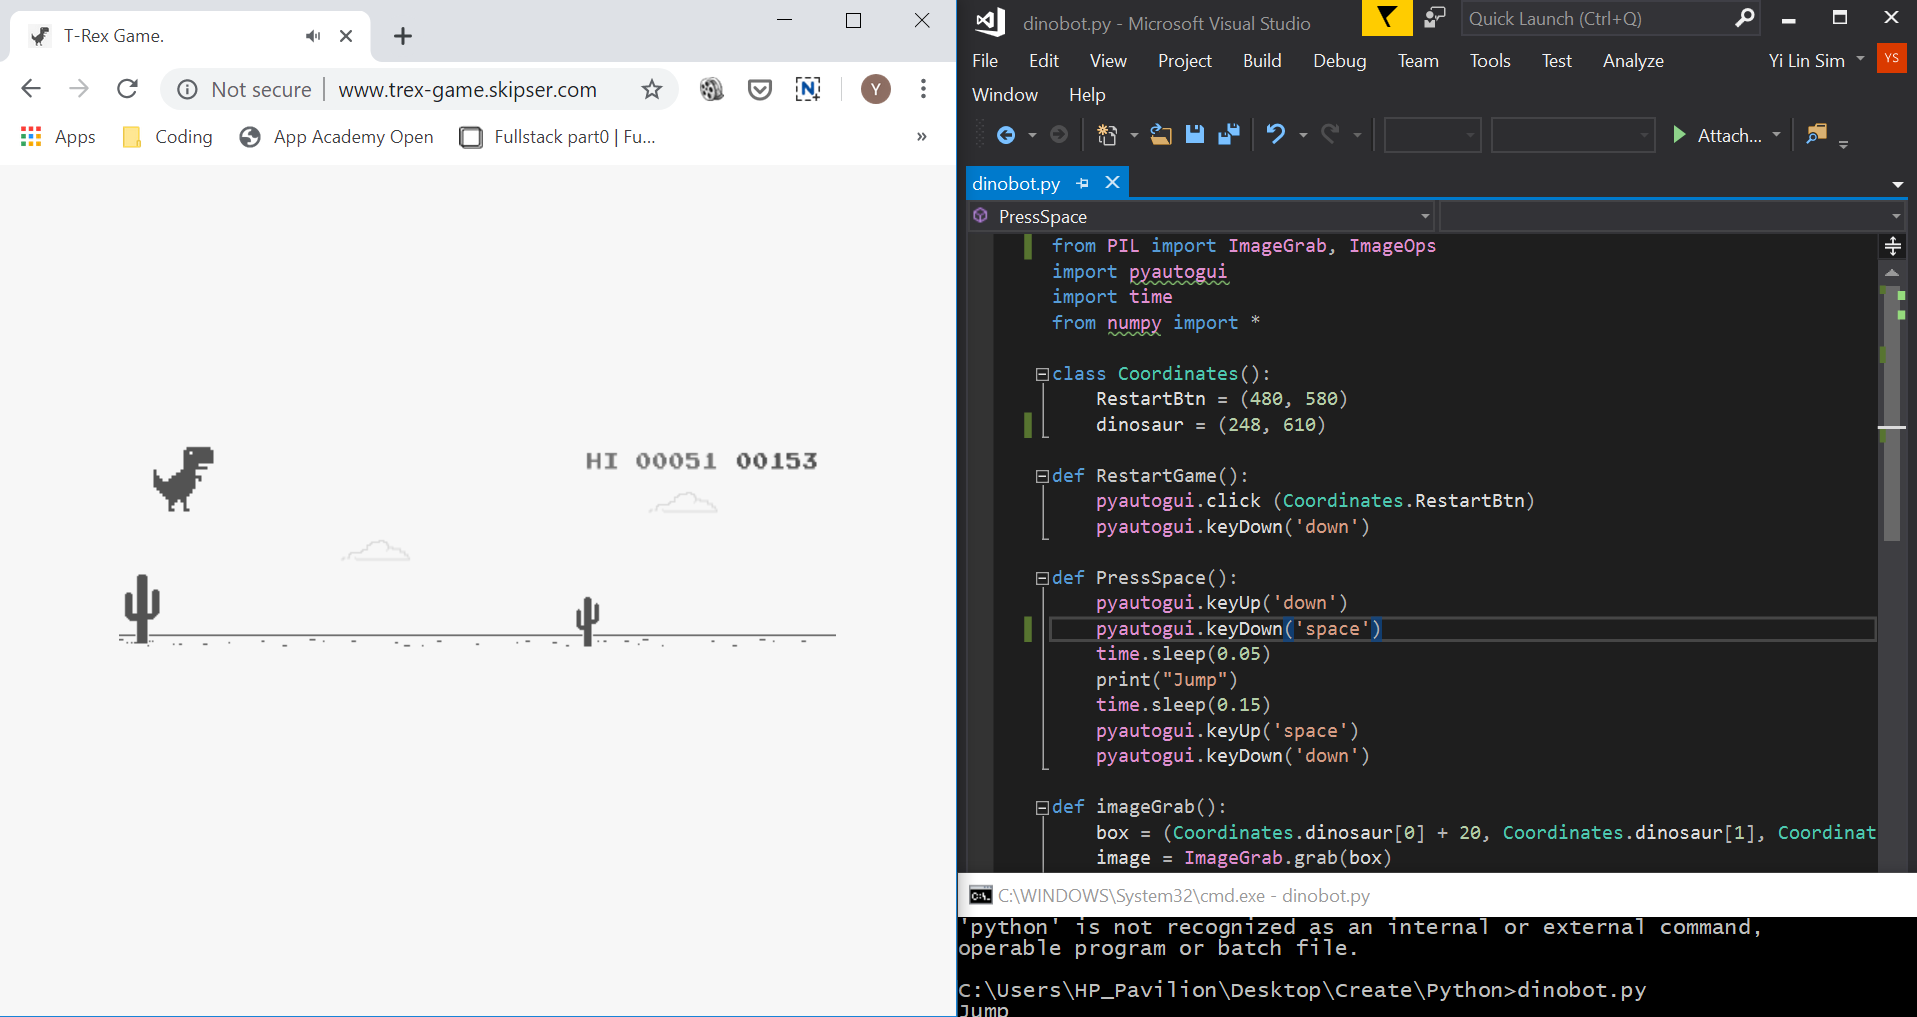 T-Rex Game.
Not secure www.trex-game.skipser.com Y
Apps Coding App Academy Open Fullstack part0 | Fu... »
HI 00051 00153
dinobot.py - Microsoft Visual Studio Quick Launch (Ctrl+Q)
File Edit View Project Build Debug Team Tools Test Analyze Yi Lin Sim YS
Window Help
Attach...
dinobot.py
PressSpace
from PIL import ImageGrab, ImageOps
import pyautogui
import time
from numpy import *
class Coordinates():
RestartBtn = (480, 580)
dinosaur = (248, 610)
def RestartGame():
pyautogui.click (Coordinates.RestartBtn)
pyautogui.keyDown('down')
def PressSpace():
pyautogui.keyUp('down')
pyautogui.keyDown('space')
time.sleep(0.05)
print("Jump")
time.sleep(0.15)
pyautogui.keyUp('space')
pyautogui.keyDown('down')
def imageGrab():
box = (Coordinates.dinosaur[0] + 20, Coordinates.dinosaur[1], Coordinat
image = ImageGrab.grab(box)
C:\WINDOWS\System32\cmd.exe - dinobot.py
'python' is not recognized as an internal or external command,
operable program or batch file.
C:\Users\HP_Pavilion\Desktop\Create\Python>dinobot.py
Jump